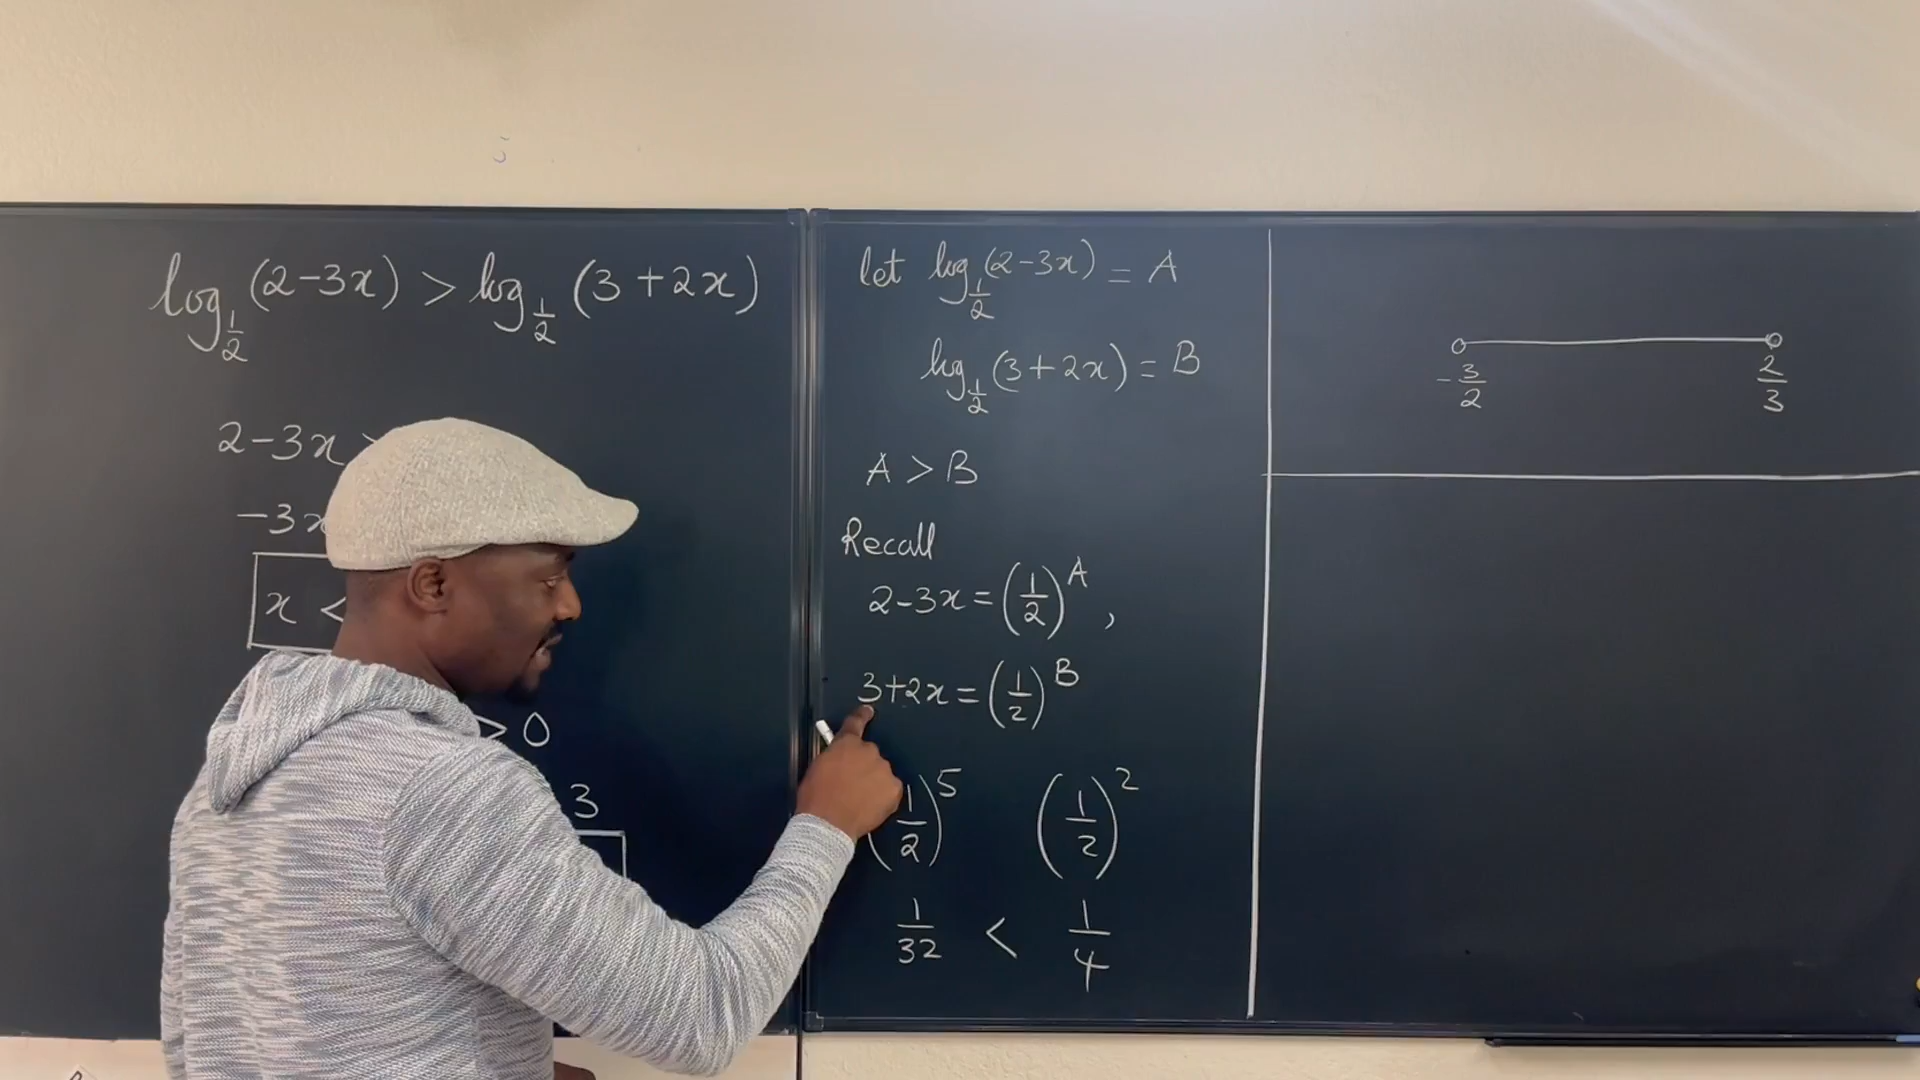 log_{1/2} (2-3x) > log_{1/2} (3+2x)
2-3x
-3x
x <
> 0
3
let log_{1/2} (2-3x) = A
log_{1/2} (3+2x) = B
A > B
Recall
2-3x = (1/2)^A ,
3+2x = (1/2)^B
(1/2)^5 (1/2)^2
1/32 < 1/4
-3/2 2/3